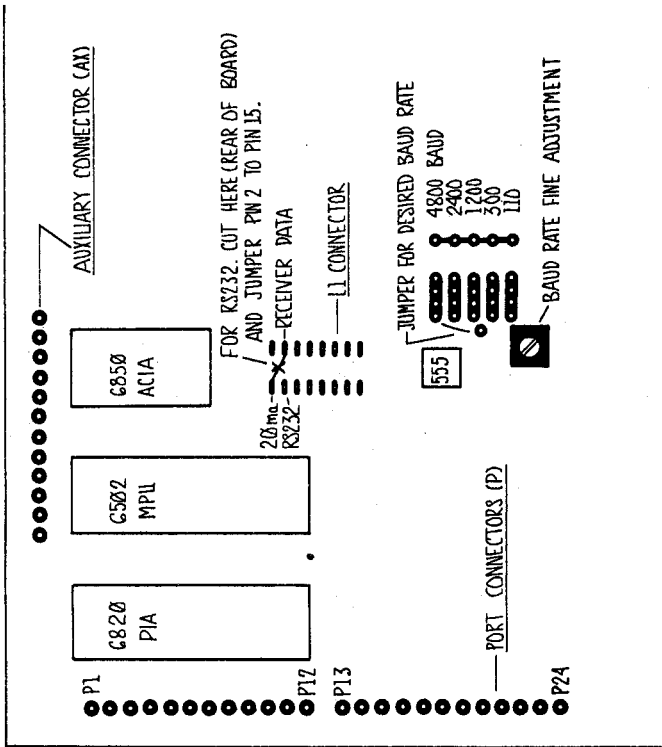 AUXILIARY CONNECTOR (AX)
FOR RS232. CUT HERE (REAR OF BOARD)
AND JUMPER PIN 2 TO PIN 15.
6850
ACIA
20ma
RS232
RECEIVER DATA
L1 CONNECTOR
6502
MPU
6820
PIA
JUMPER FOR DESIRED BAUD RATE
4800 BAUD
2400
1200
300
110
555
BAUD RATE FINE ADJUSTMENT
P1
P12
P13
P24
PORT CONNECTORS (P)